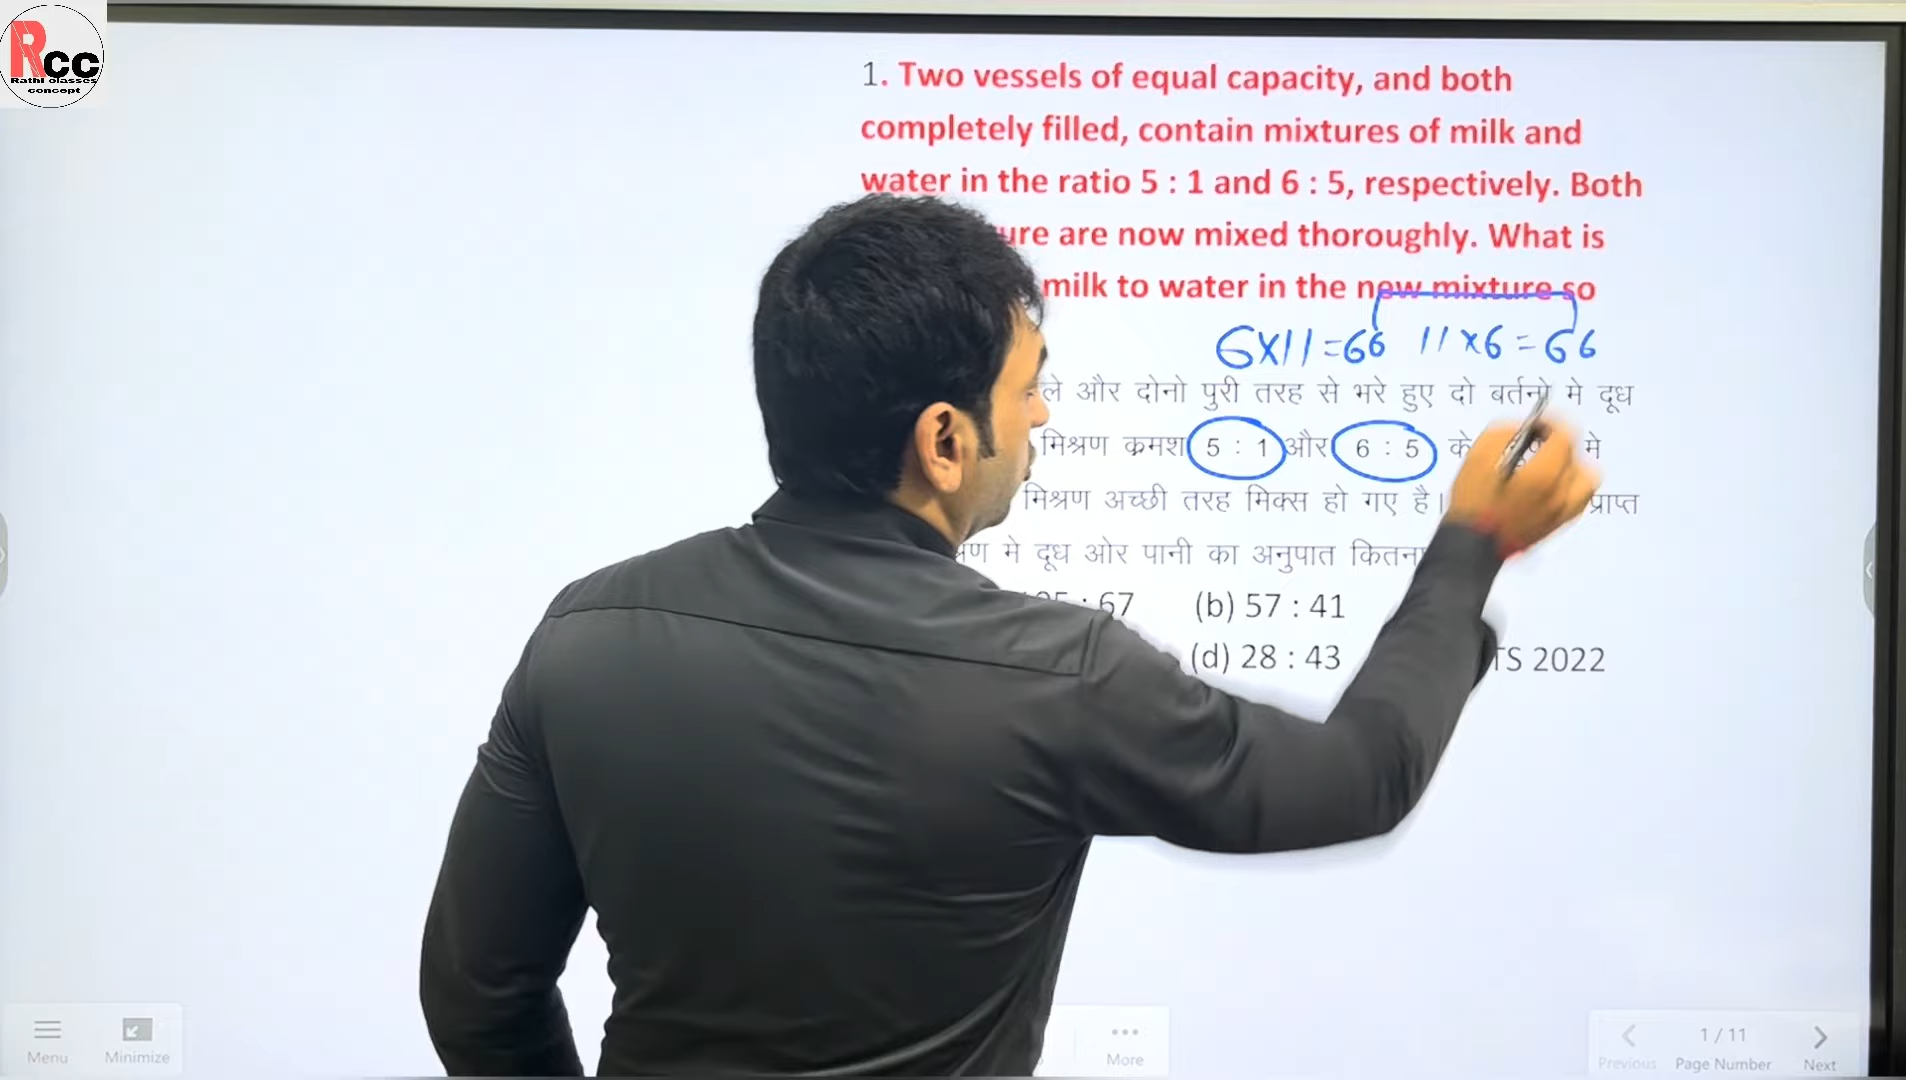 Rcc
Rathi classes
concept
1. Two vessels of equal capacity, and both
completely filled, contain mixtures of milk and
water in the ratio 5 : 1 and 6 : 5, respectively. Both
are now mixed thoroughly. What is
milk to water in the new mixture so
6×11=66 11×6=66
और दोनो पुरी तरह से भरे हुए दो बर्तनो मे दूध
मिश्रण क्रमश 5 : 1 और 6 : 5 के मे
मिश्रण अच्छी तरह मिक्स हो गए है। प्राप्त
मे दूध ओर पानी का अनुपात
: 67 (b) 57 : 41
(d) 28 : 43 2022
Menu Minimize More Previous 1 / 11 Page Number Next